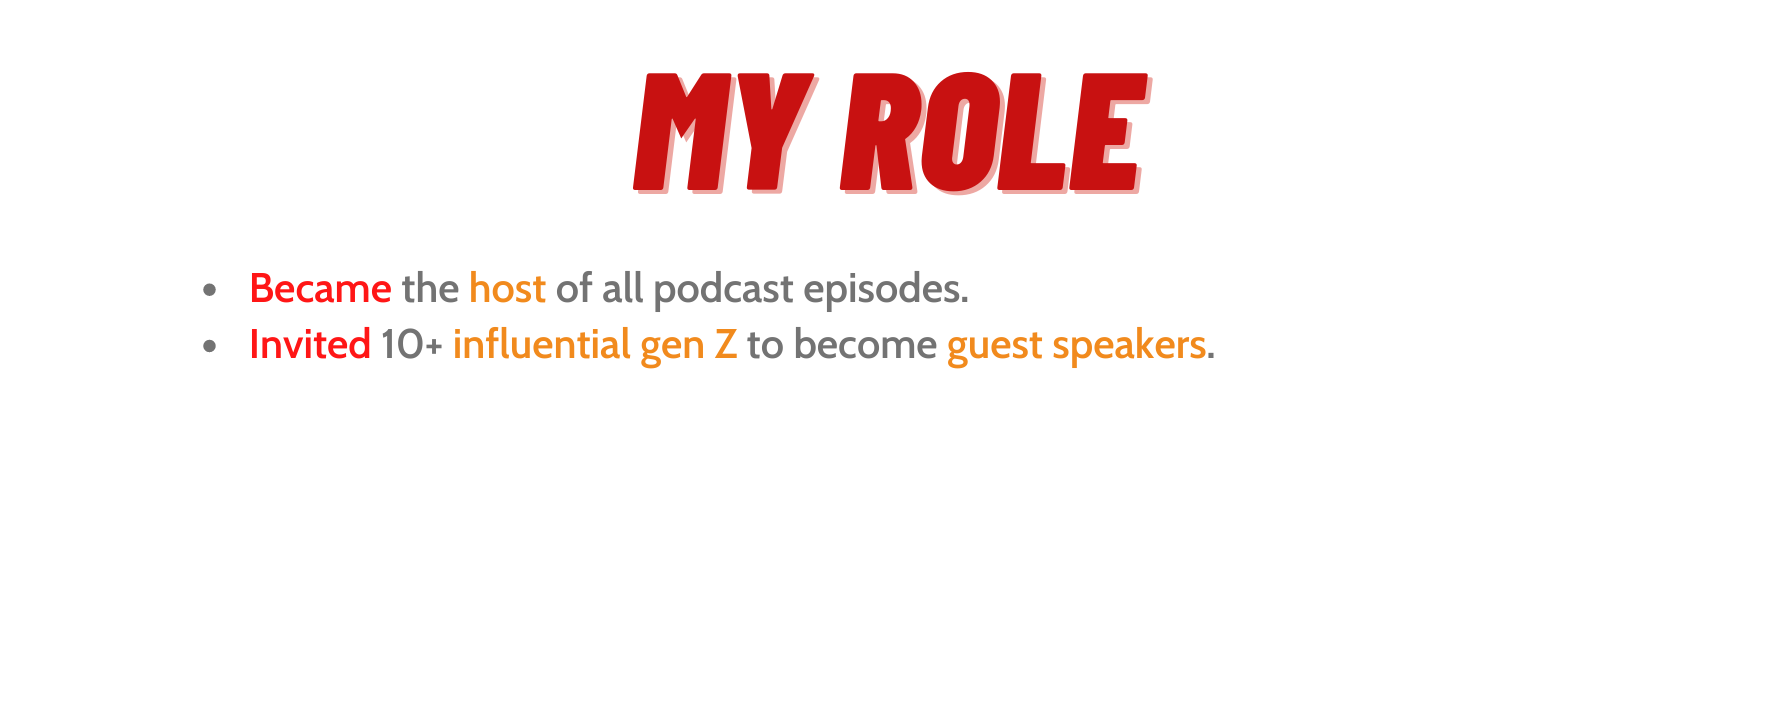 MY ROLE
• Became the host of all podcast episodes.
• Invited 10+ influential gen Z to become guest speakers.